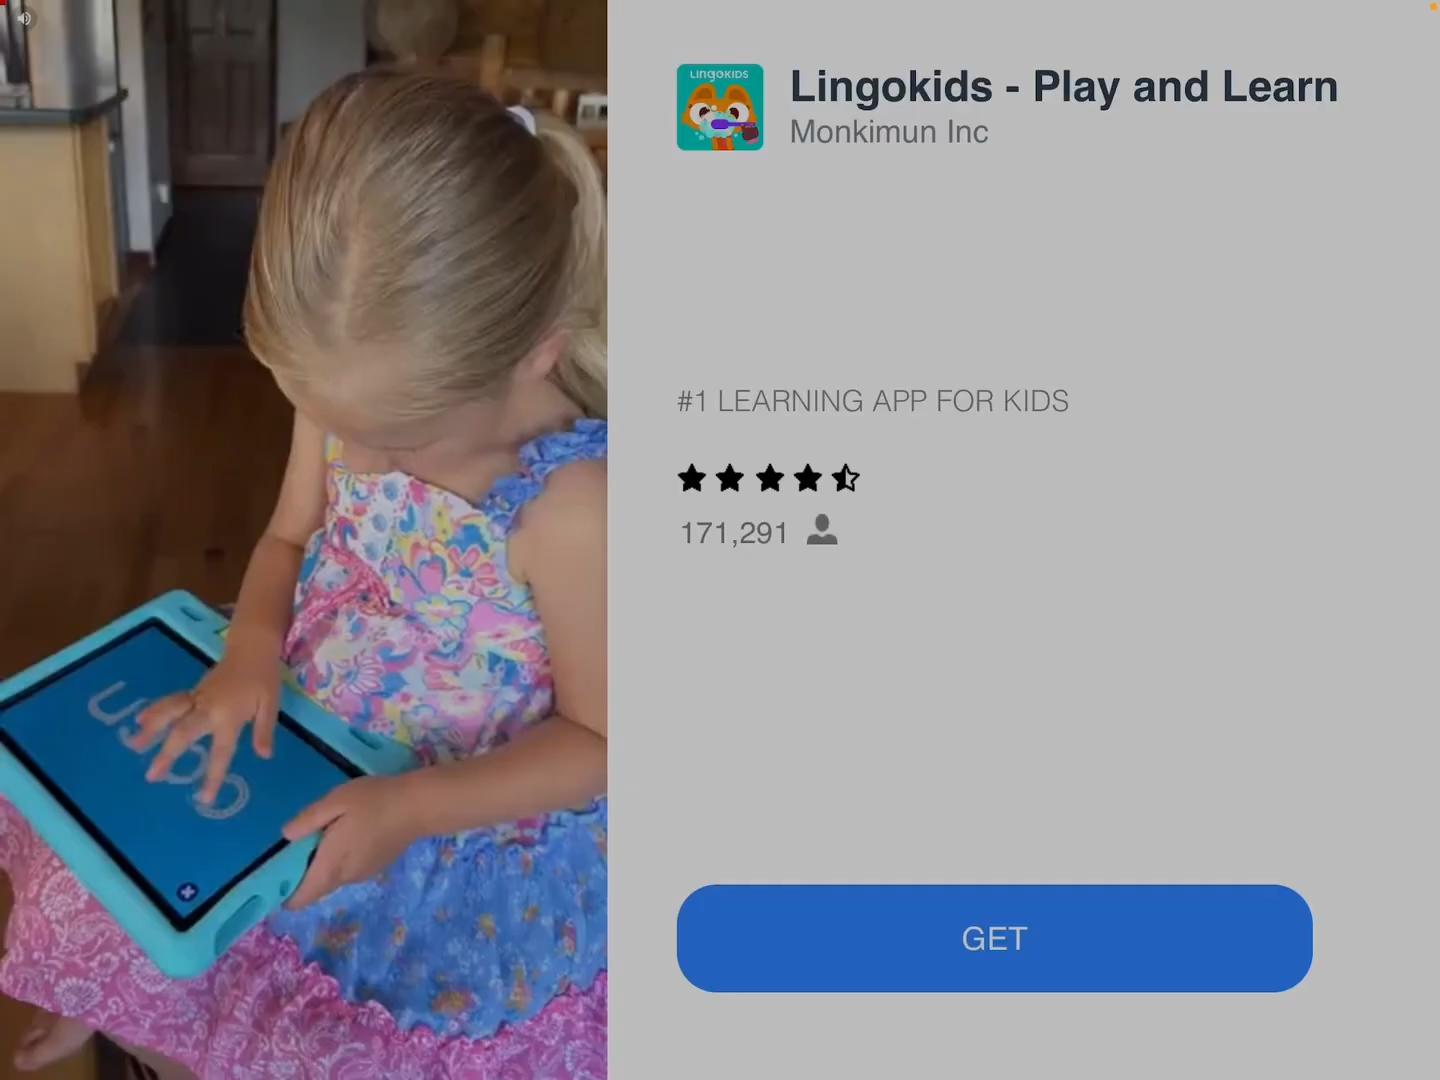 LINGOKIDS
Lingokids - Play and Learn
Monkimun Inc
#1 LEARNING APP FOR KIDS
171,291
GET